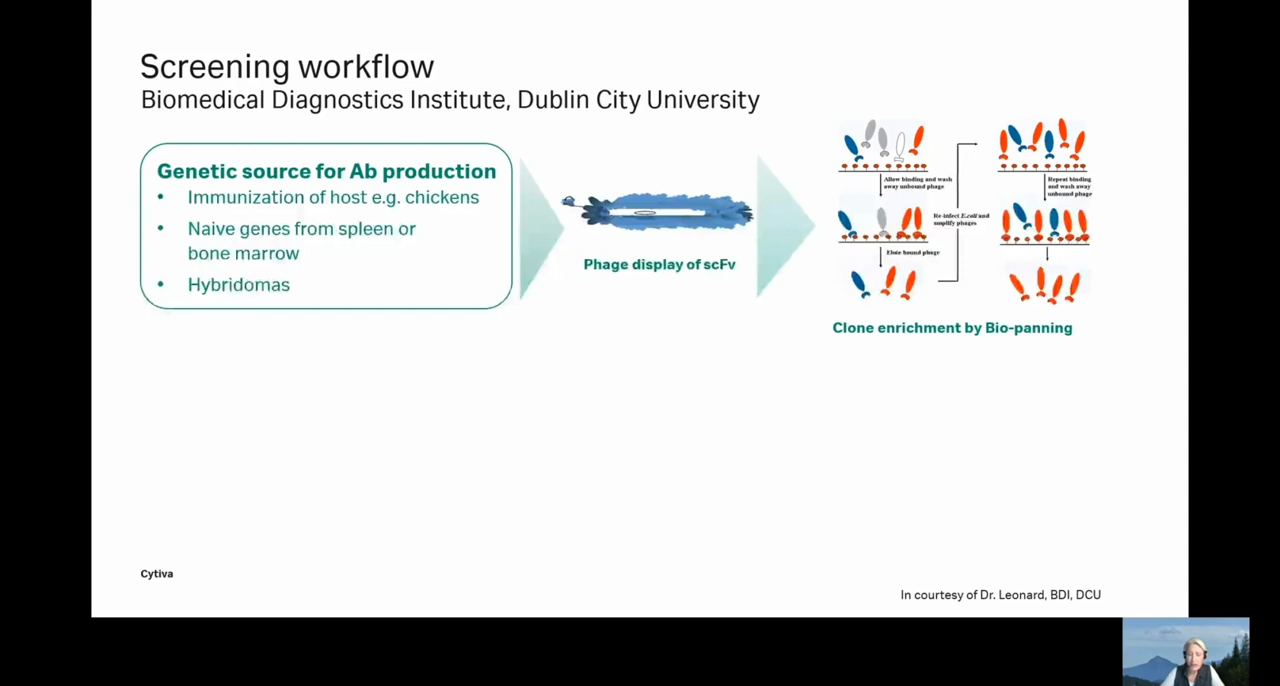 Screening workflow
Biomedical Diagnostics Institute, Dublin City University
Genetic source for Ab production
• Immunization of host e.g. chickens
• Naive genes from spleen or
bone marrow
• Hybridomas
Phage display of scFv
Allow binding and wash
away unbound phage
Re-infect E.coli and
amplify phages
Elute bound phage
Repeat binding
and wash away
unbound phage
Clone enrichment by Bio-panning
Cytiva
In courtesy of Dr. Leonard, BDI, DCU